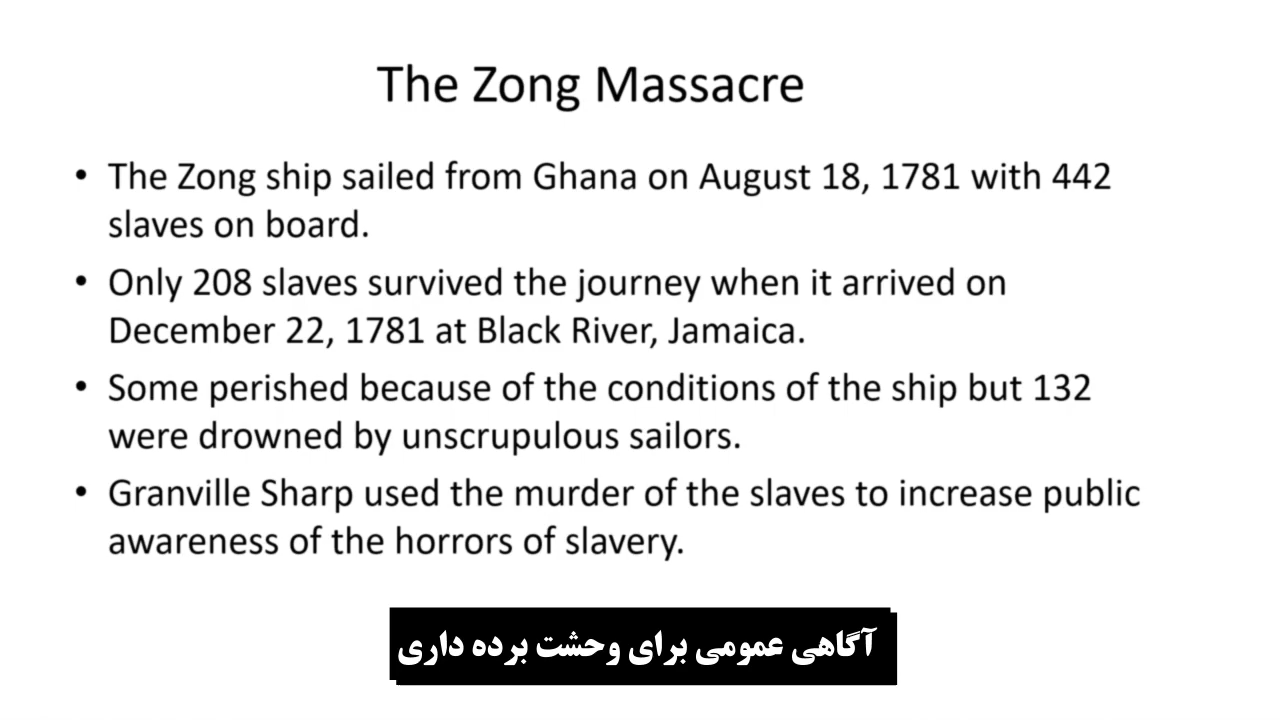 The Zong Massacre
• The Zong ship sailed from Ghana on August 18, 1781 with 442
slaves on board.
• Only 208 slaves survived the journey when it arrived on
December 22, 1781 at Black River, Jamaica.
• Some perished because of the conditions of the ship but 132
were drowned by unscrupulous sailors.
• Granville Sharp used the murder of the slaves to increase public
awareness of the horrors of slavery.
آگاهی عمومی برای وحشت برده داری